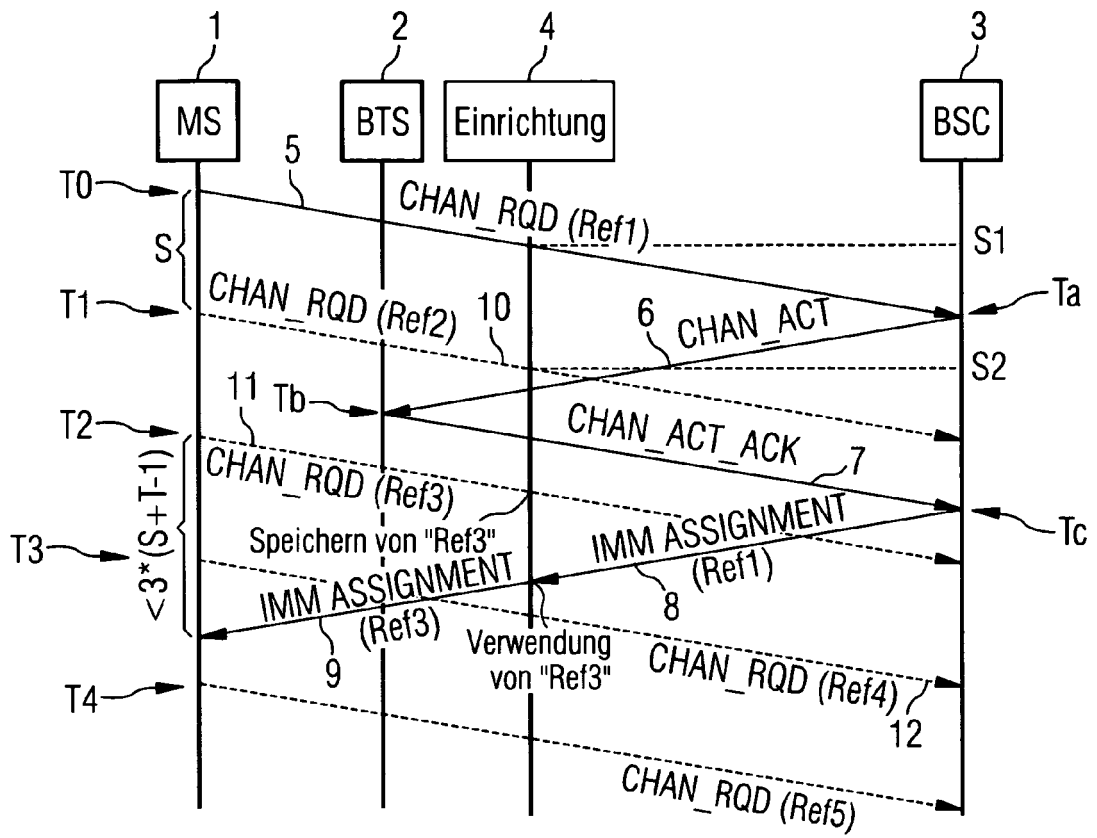 1
2
4
3
MS
BTS
Einrichtung
BSC
T0
5
CHAN_RQD (Ref1)
S1
S
T1
CHAN_RQD (Ref2)
10
6
CHAN_ACT
Ta
S2
11
Tb
T2
CHAN_ACT_ACK
7
CHAN_RQD (Ref3)
Speichern von "Ref3"
IMM ASSIGNMENT
(Ref1)
Tc
T3
<3*(S+T-1)
8
IMM ASSIGNMENT
(Ref3)
9
Verwendung
von "Ref3"
CHAN_RQD (Ref4)
12
T4
CHAN_RQD (Ref5)